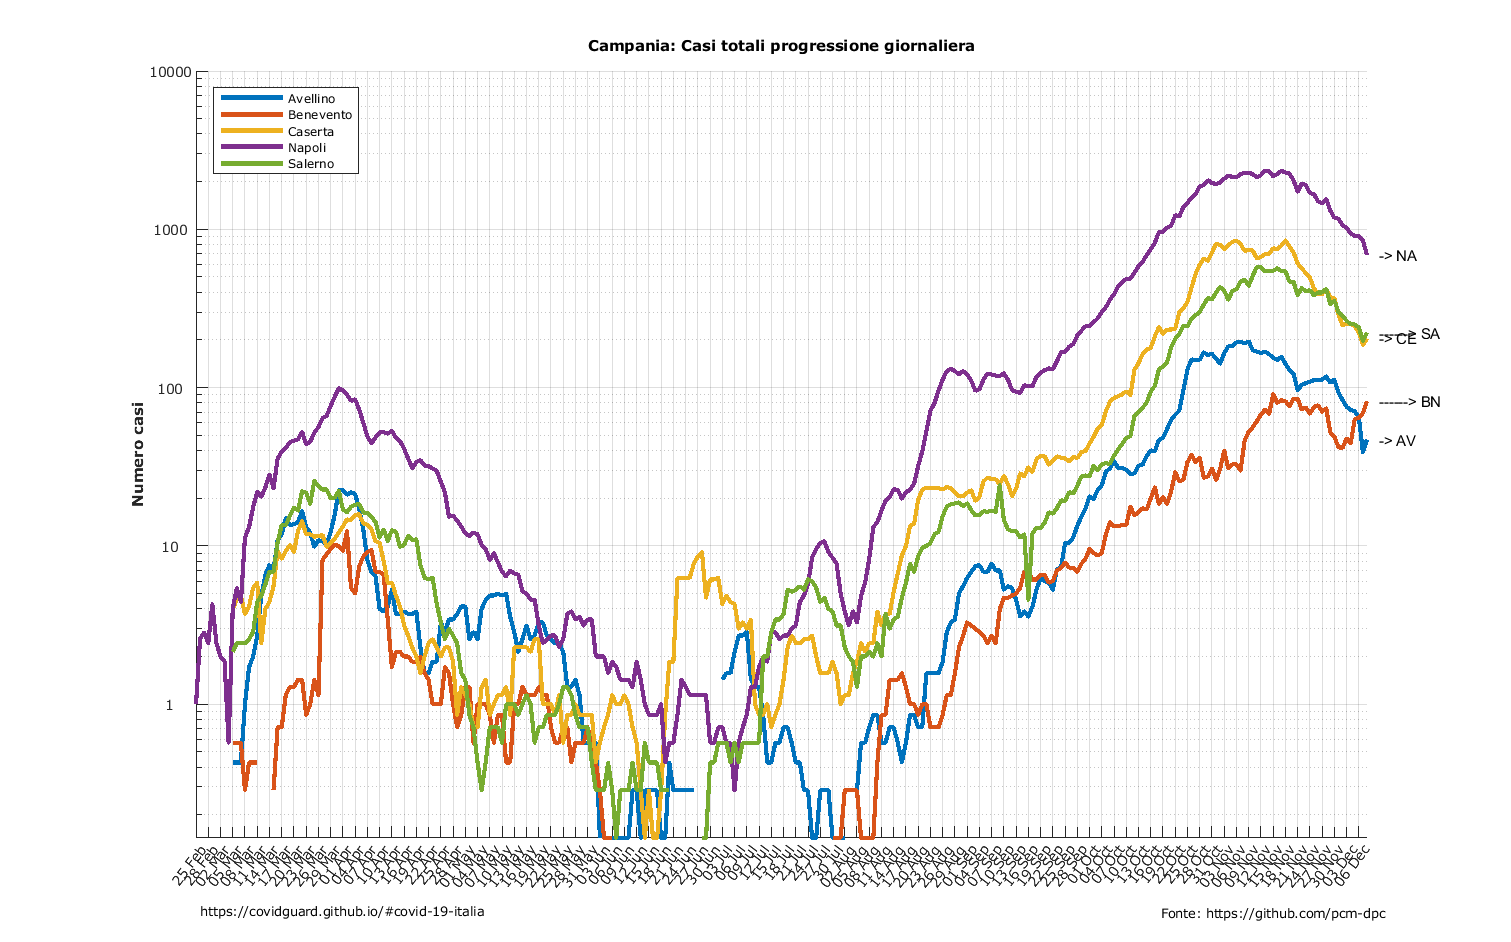 Campania: Casi totali progressione giornaliera
10000
1000
100
10
1
Numero casi
Avellino
Benevento
Caserta
Napoli
Salerno
-> NA
------> SA
-> CE
-----> BN
-> AV
25 Feb
28 Feb
02 Mar
05 Mar
08 Mar
11 Mar
14 Mar
17 Mar
20 Mar
23 Mar
26 Mar
29 Mar
01 Apr
04 Apr
07 Apr
10 Apr
13 Apr
16 Apr
19 Apr
22 Apr
25 Apr
28 Apr
01 May
04 May
07 May
10 May
13 May
16 May
19 May
22 May
25 May
28 May
31 May
03 Jun
06 Jun
09 Jun
12 Jun
15 Jun
18 Jun
21 Jun
24 Jun
27 Jun
30 Jun
03 Jul
06 Jul
09 Jul
12 Jul
15 Jul
18 Jul
21 Jul
24 Jul
27 Jul
30 Jul
02 Aug
05 Aug
08 Aug
11 Aug
14 Aug
17 Aug
20 Aug
23 Aug
26 Aug
29 Aug
01 Sep
04 Sep
07 Sep
10 Sep
13 Sep
16 Sep
19 Sep
22 Sep
25 Sep
28 Sep
01 Oct
04 Oct
07 Oct
10 Oct
13 Oct
16 Oct
19 Oct
22 Oct
25 Oct
28 Oct
31 Oct
03 Nov
06 Nov
09 Nov
12 Nov
15 Nov
18 Nov
21 Nov
24 Nov
27 Nov
30 Nov
03 Dec
06 Dec
https://covidguard.github.io/#covid-19-italia
Fonte: https://github.com/pcm-dpc